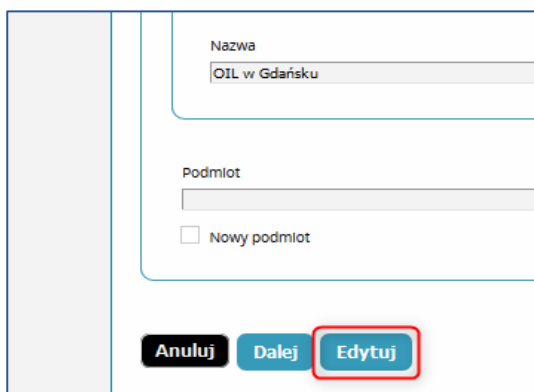 Nazwa
OIL w Gdańsku
Podmiot
Nowy podmiot
Anuluj Dalej Edytuj